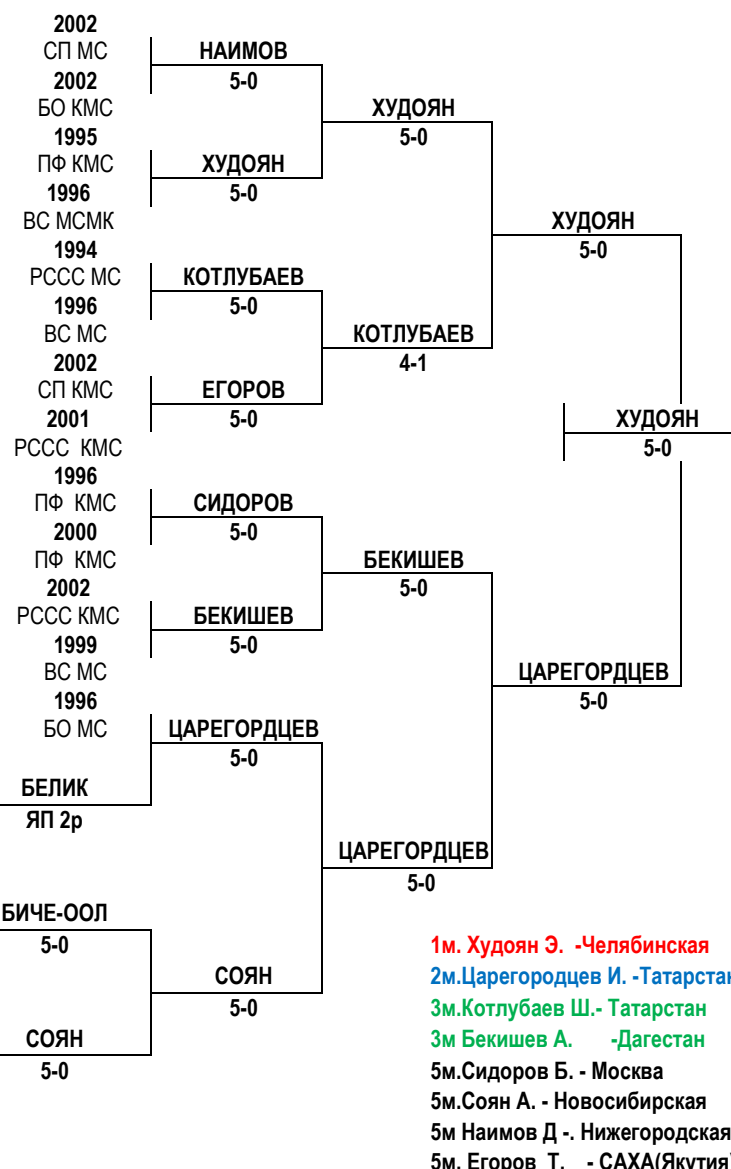 2002
СП МС
НАИМОВ
2002
5-0
БО КМС
ХУДОЯН
1995
5-0
ПФ КМС
ХУДОЯН
1996
5-0
ВС МСМК
ХУДОЯН
1994
5-0
РССС МС
КОТЛУБАЕВ
1996
5-0
ВС МС
КОТЛУБАЕВ
2002
4-1
СП КМС
ЕГОРОВ
2001
5-0
ХУДОЯН
РССС КМС
5-0
1996
ПФ КМС
СИДОРОВ
2000
5-0
ПФ КМС
БЕКИШЕВ
2002
5-0
РССС КМС
БЕКИШЕВ
1999
5-0
ВС МС
ЦАРЕГОРДЦЕВ
1996
5-0
БО МС
ЦАРЕГОРДЦЕВ
5-0
БЕЛИК
ЯП 2р
ЦАРЕГОРДЦЕВ
5-0
БИЧЕ-ООЛ
5-0
СОЯН
5-0
СОЯН
5-0
1м. Худоян Э. -Челябинская
2м.Царегородцев И. -Татарстан
3м.Котлубаев Ш.- Татарстан
3м Бекишев А. -Дагестан
5м.Сидоров Б. - Москва
5м.Соян А. - Новосибирская
5м Наимов Д -. Нижегородская
5м. Егоров Т. - САХА(Якутия)